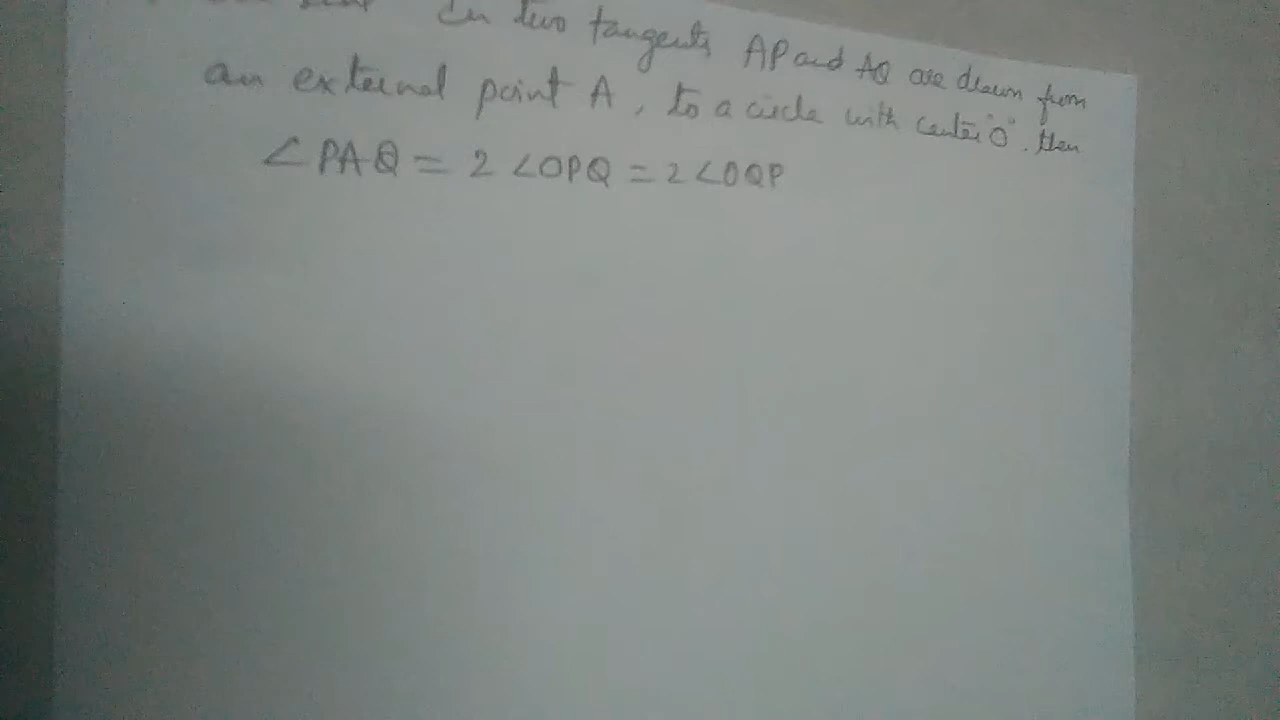 In two tangents AP and AQ are drawn from
an external point A, to a circle with center "O". then
∠PAQ = 2 ∠OPQ = 2 ∠OQP